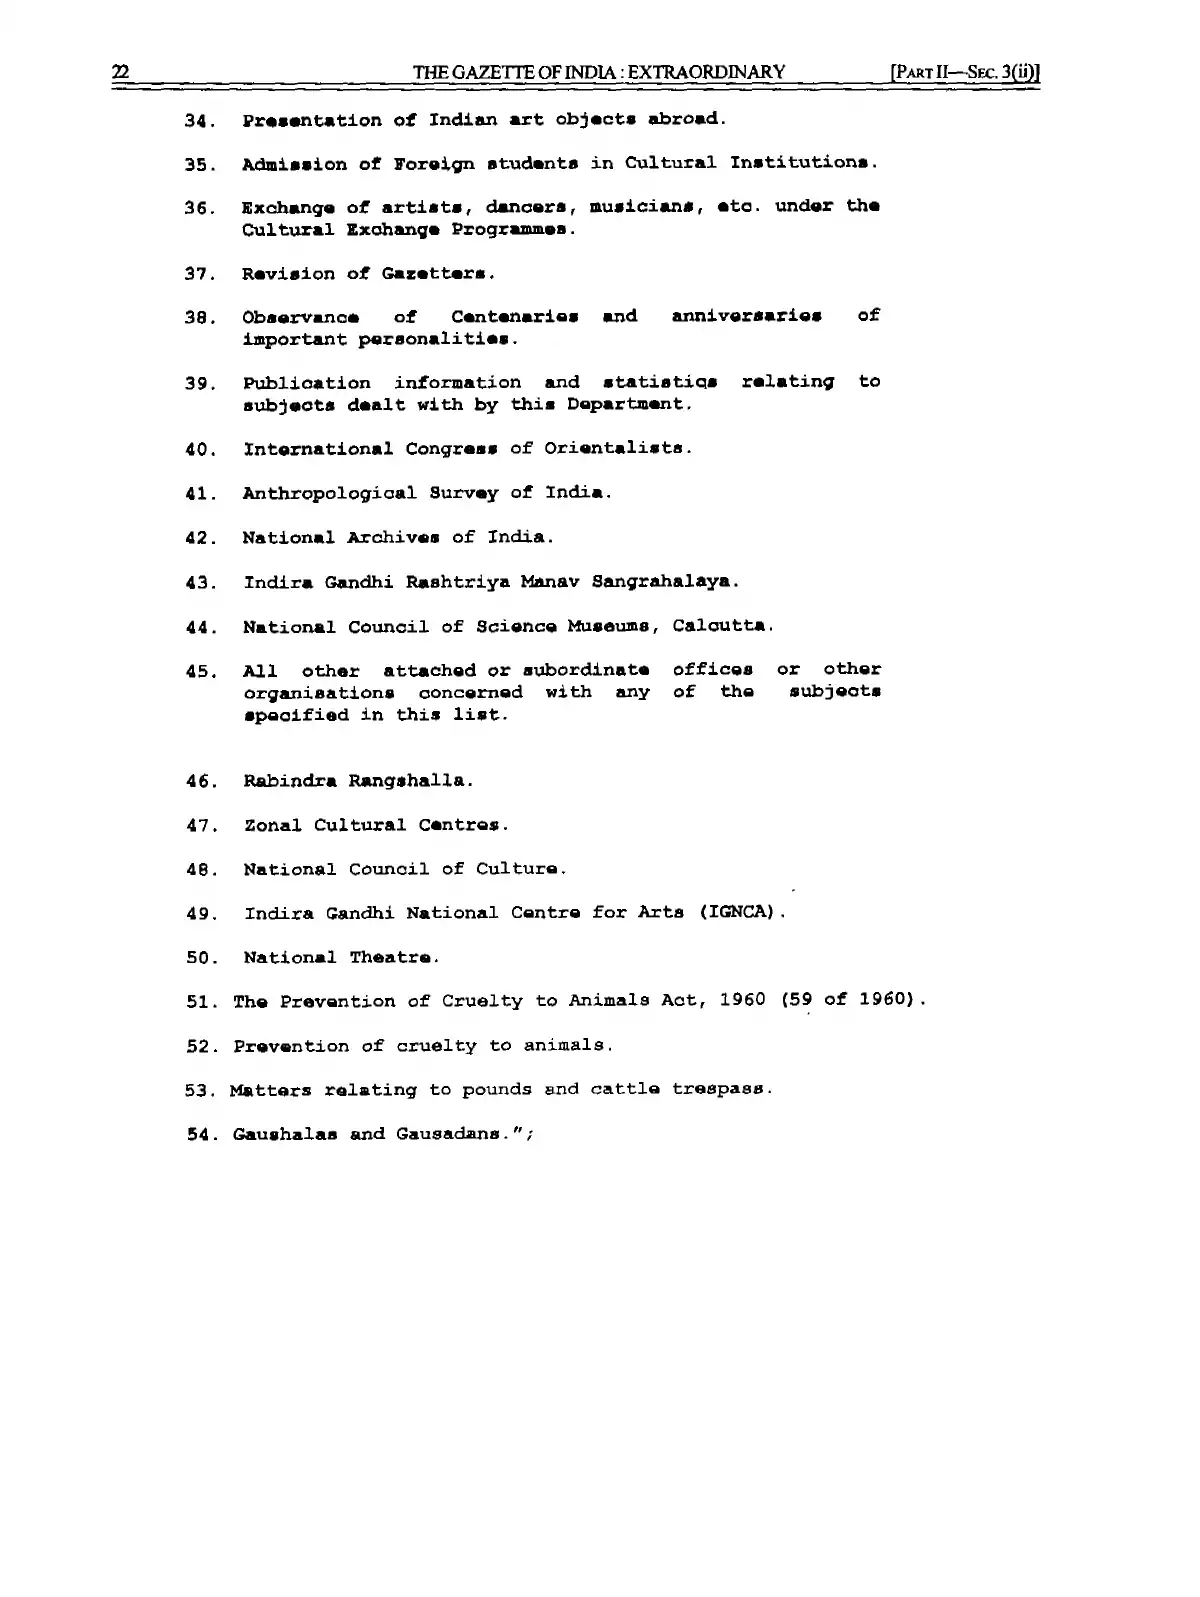 22 THE GAZETTE OF INDIA : EXTRAORDINARY [PART II—SEC. 3(ii)]
34. Presentation of Indian art objects abroad.
35. Admission of Foreign students in Cultural Institutions.
36. Exchange of artists, dancers, musicians, etc. under the
Cultural Exchange Programmes.
37. Revision of Gazetters.
38. Observance of Centenaries and anniversaries of
important personalities.
39. Publication information and statistics relating to
subjects dealt with by this Department.
40. International Congress of Orientalists.
41. Anthropological Survey of India.
42. National Archives of India.
43. Indira Gandhi Rashtriya Manav Sangrahalaya.
44. National Council of Science Museums, Calcutta.
45. All other attached or subordinate offices or other
organisations concerned with any of the subjects
specified in this list.
46. Rabindra Rangshalla.
47. Zonal Cultural Centres.
48. National Council of Culture.
49. Indira Gandhi National Centre for Arts (IGNCA).
50. National Theatre.
51. The Prevention of Cruelty to Animals Act, 1960 (59 of 1960).
52. Prevention of cruelty to animals.
53. Matters relating to pounds and cattle trespass.
54. Gaushalas and Gausadans.";